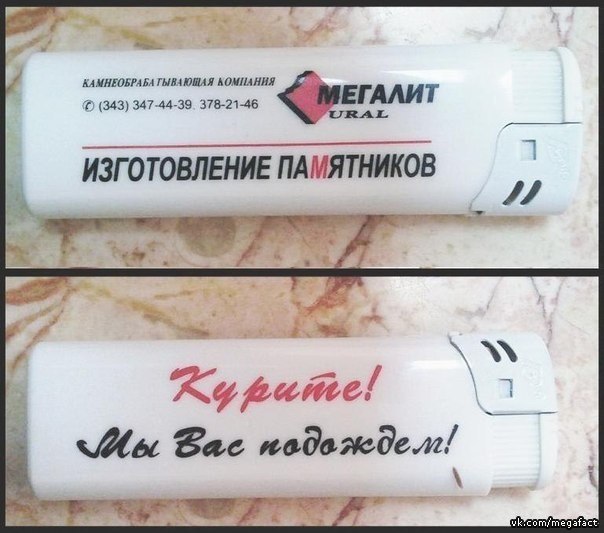 КАМНЕОБРАБАТЫВАЮЩАЯ КОМПАНИЯ
✆ (343) 347-44-39, 378-21-46
МЕГАЛИТ
URAL
ИЗГОТОВЛЕНИЕ ПАМЯТНИКОВ
Курите!
Мы Вас подождем!
vk.com/megafact